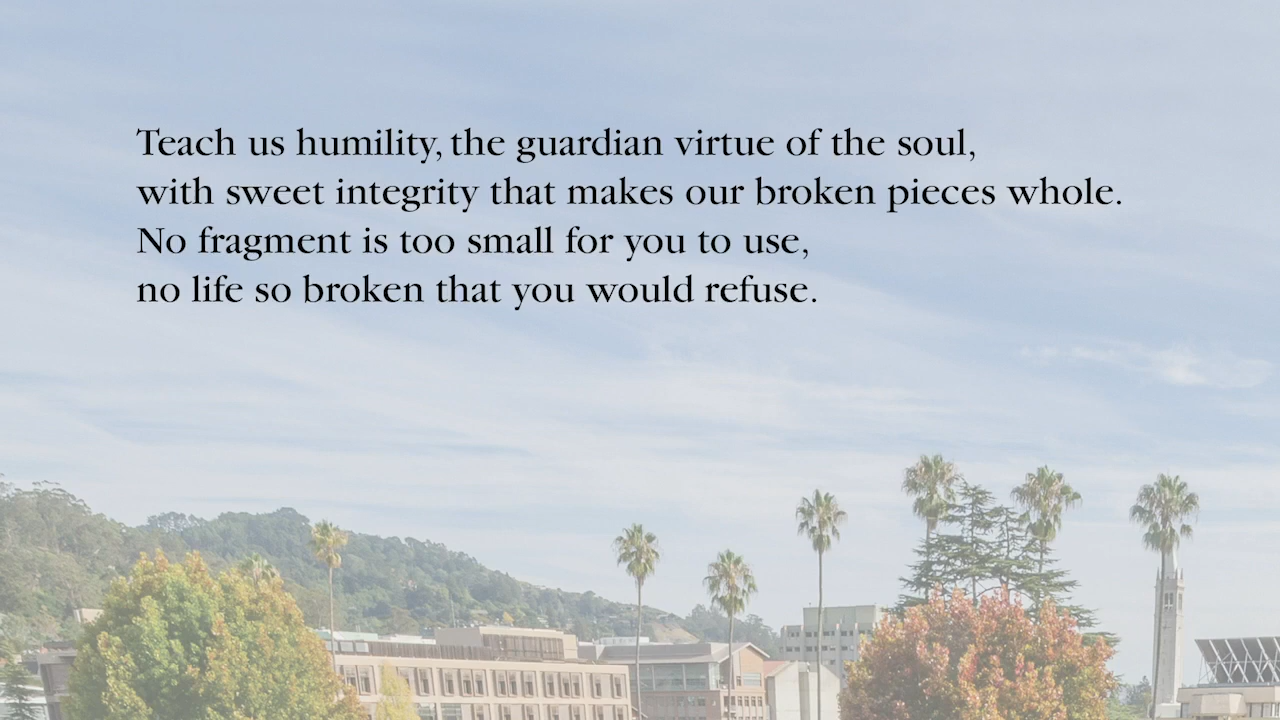 Teach us humility, the guardian virtue of the soul,
with sweet integrity that makes our broken pieces whole.
No fragment is too small for you to use,
no life so broken that you would refuse.